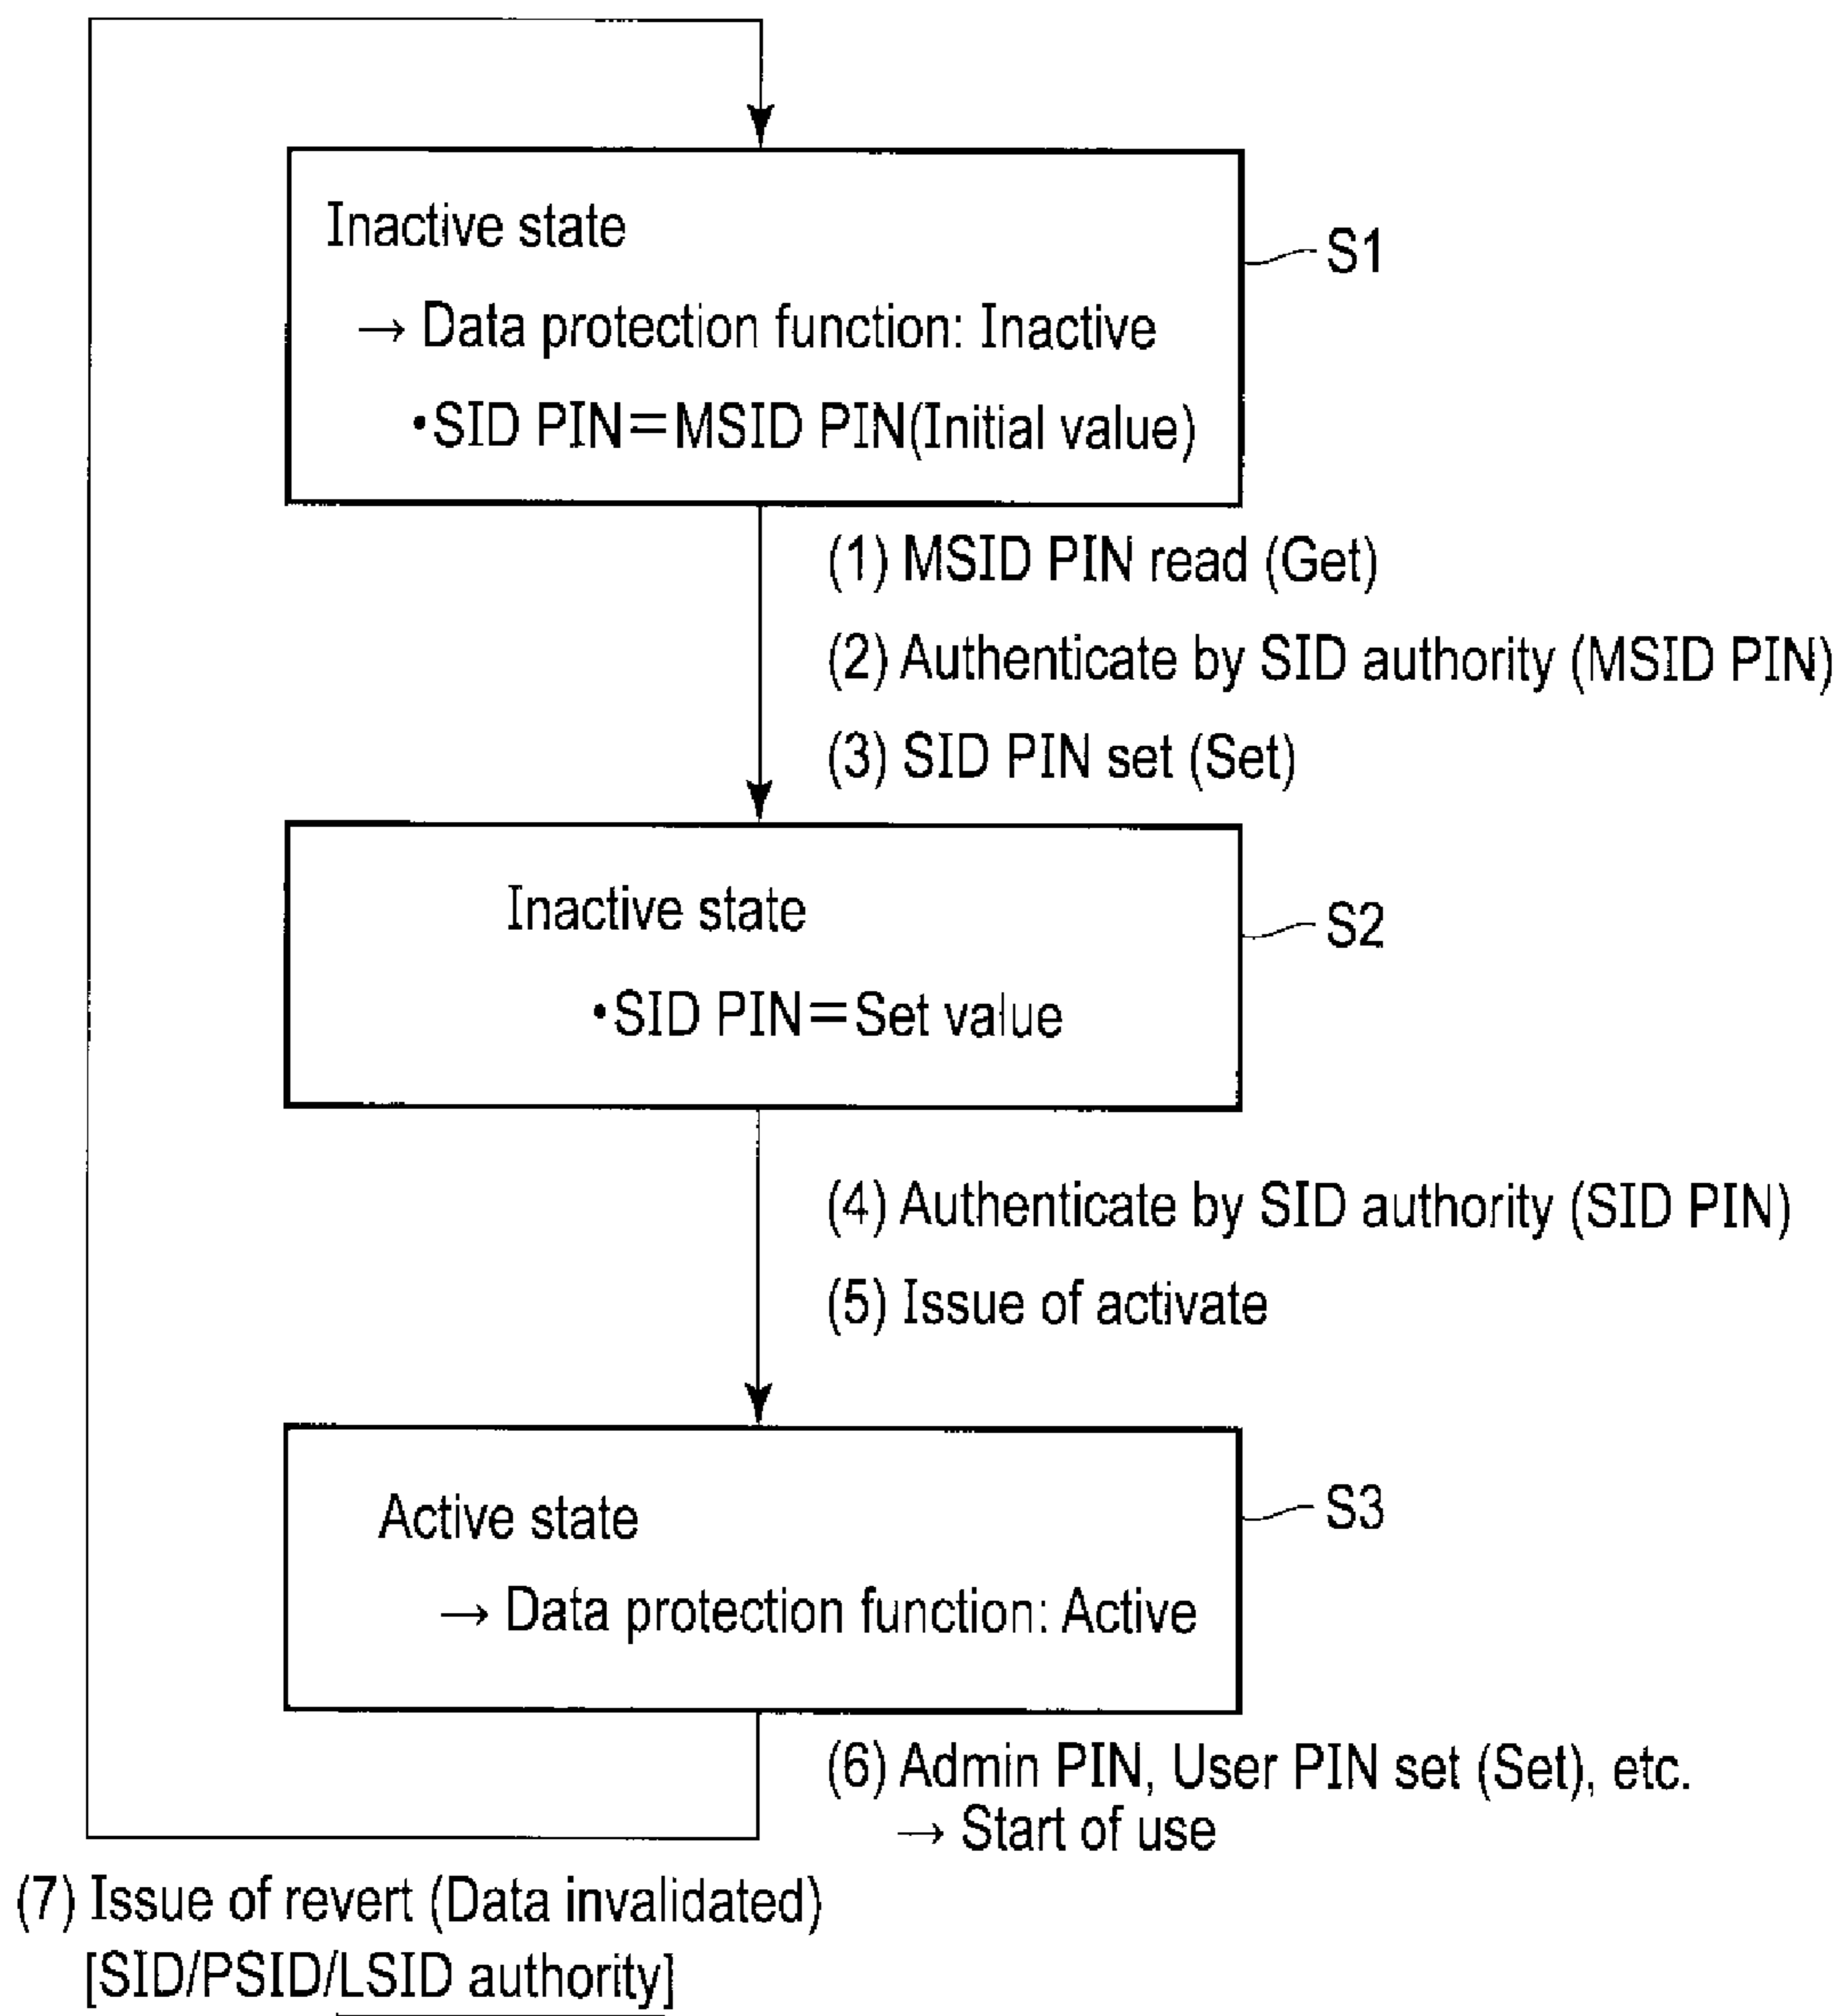 Inactive state
S1
→ Data protection function: Inactive
•SID PIN=MSID PIN(Initial value)
(1) MSID PIN read (Get)
(2) Authenticate by SID authority (MSID PIN)
(3) SID PIN set (Set)
Inactive state
S2
•SID PIN=Set value
(4) Authenticate by SID authority (SID PIN)
(5) Issue of activate
Active state
S3
→ Data protection function: Active
(6) Admin PIN, User PIN set (Set), etc.
→ Start of use
(7) Issue of revert (Data invalidated)
[SID/PSID/LSID authority]